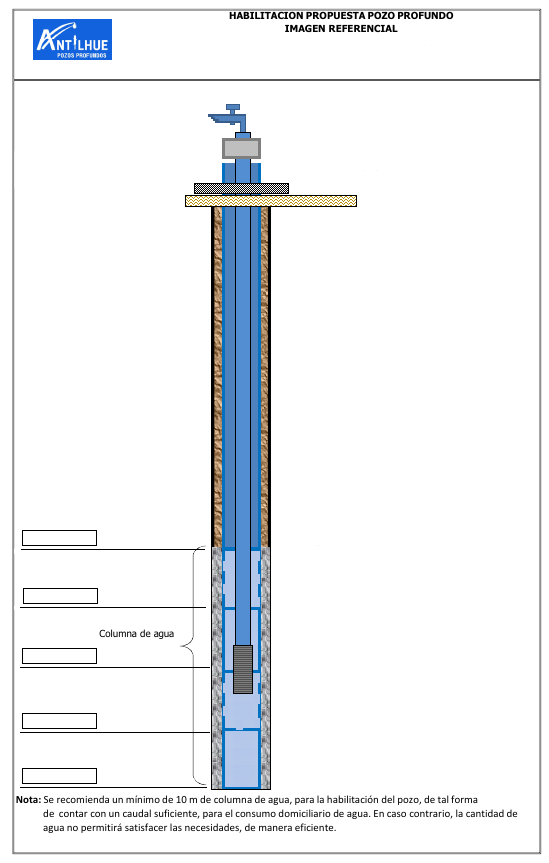 HABILITACION PROPUESTA POZO PROFUNDO
IMAGEN REFERENCIAL
ANTILHUE
POZOS PROFUNDOS
Columna de agua
Nota: Se recomienda un mínimo de 10 m de columna de agua, para la habilitación del pozo, de tal forma
de contar con un caudal suficiente, para el consumo domiciliario de agua. En caso contrario, la cantidad de
agua no permitirá satisfacer las necesidades, de manera eficiente.